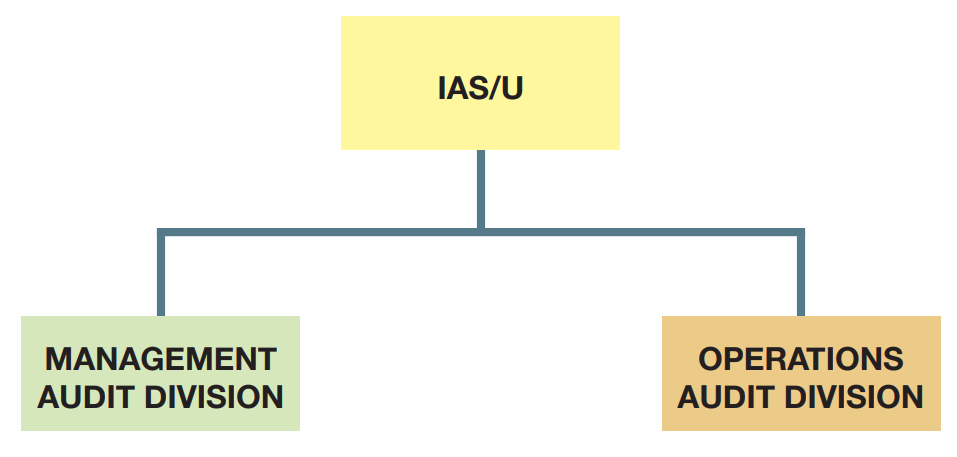 IAS/U
MANAGEMENT
AUDIT DIVISION
OPERATIONS
AUDIT DIVISION